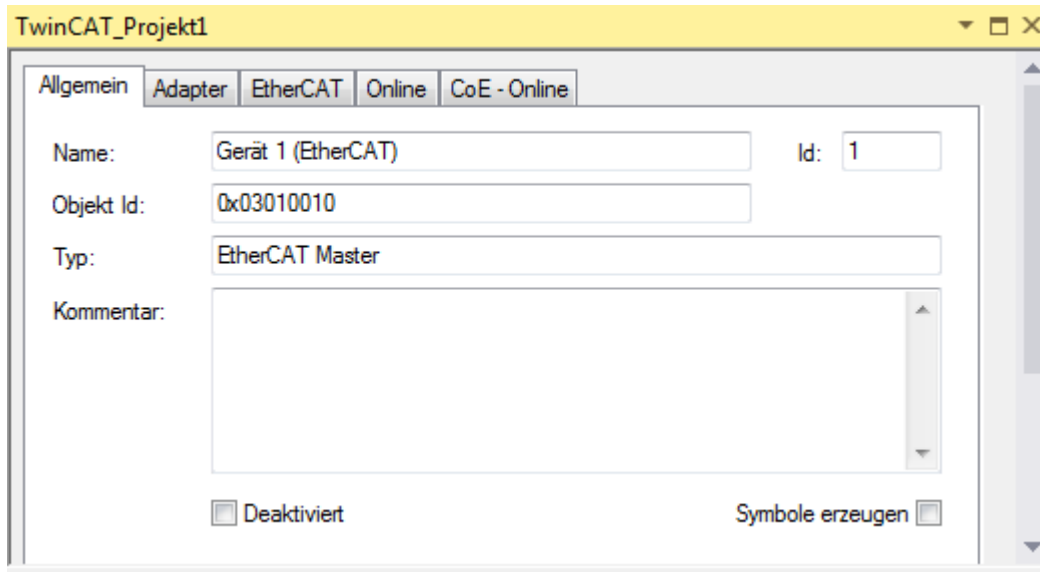 TwinCAT_Projekt1
Allgemein Adapter EtherCAT Online CoE - Online
Name: Gerät 1 (EtherCAT) Id: 1
Objekt Id: 0x03010010
Typ: EtherCAT Master
Kommentar:
Deaktiviert Symbole erzeugen